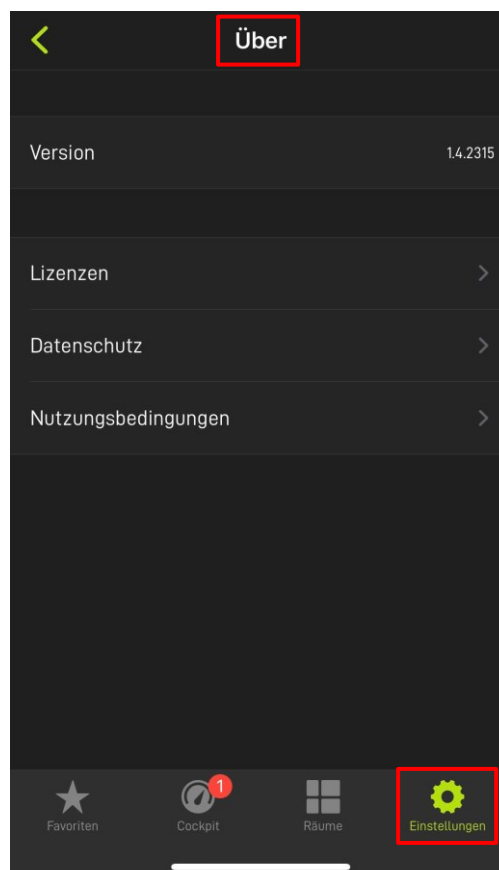 Über
Version
1.4.2315
Lizenzen
Datenschutz
Nutzungsbedingungen
1
Favoriten
Cockpit
Räume
Einstellungen